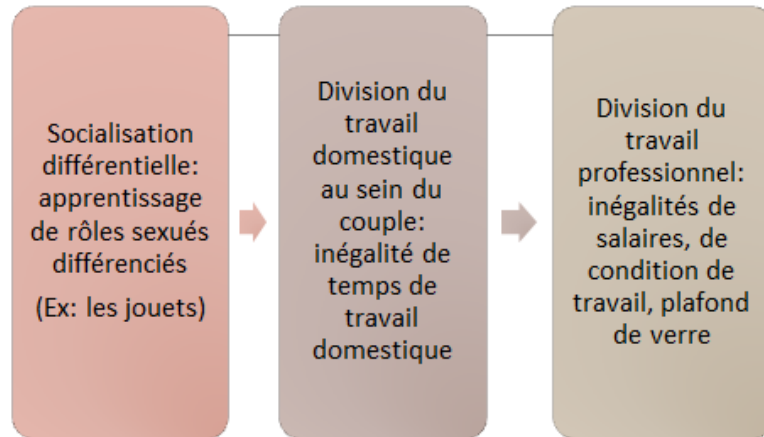 Socialisation
différentielle:
apprentissage
de rôles sexués
différenciés
(Ex: les jouets)
Division du
travail
domestique
au sein du
couple:
inégalité de
temps de
travail
domestique
Division du
travail
professionnel:
inégalités de
salaires, de
condition de
travail, plafond
de verre